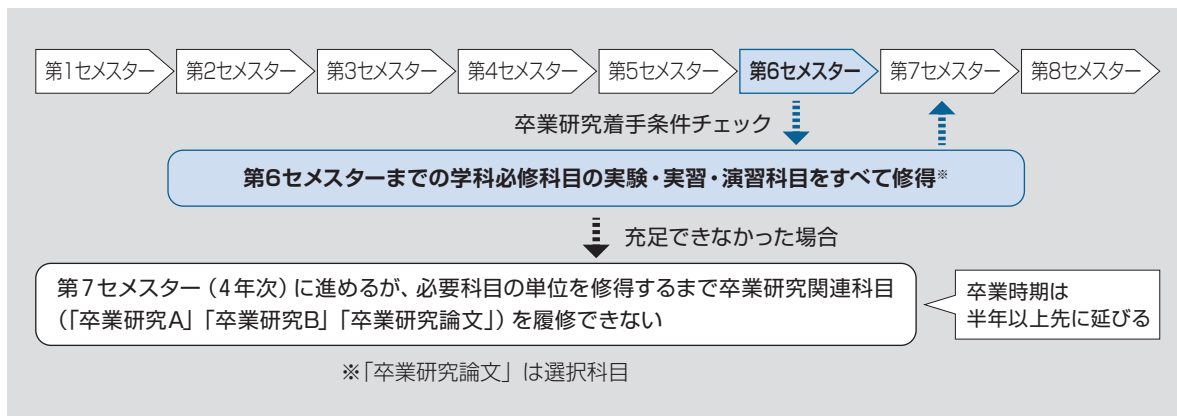 第1セメスター 第2セメスター 第3セメスター 第4セメスター 第5セメスター 第6セメスター 第7セメスター 第8セメスター
卒業研究着手条件チェック
第6セメスターまでの学科必修科目の実験・実習・演習科目をすべて修得※
充足できなかった場合
第7セメスター（4年次）に進めるが、必要科目の単位を修得するまで卒業研究関連科目
（「卒業研究A」「卒業研究B」「卒業研究論文」）を履修できない
卒業時期は
半年以上先に延びる
※「卒業研究論文」は選択科目